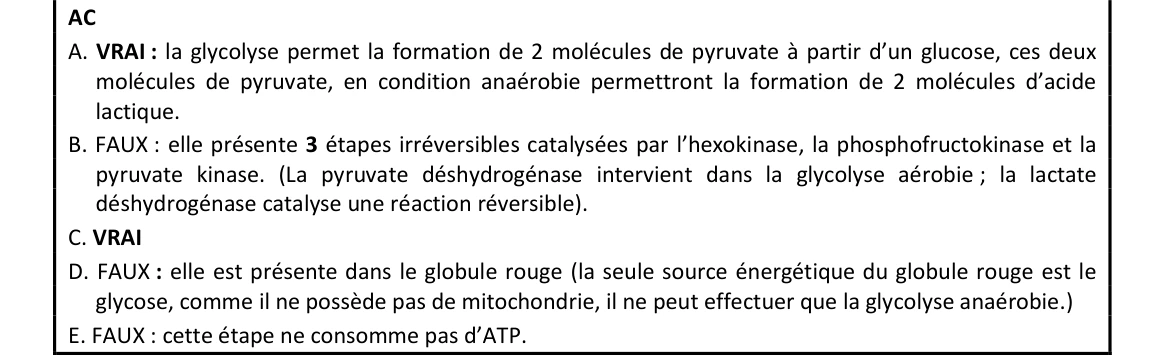 AC
A. VRAI : la glycolyse permet la formation de 2 molécules de pyruvate à partir d’un glucose, ces deux
molécules de pyruvate, en condition anaérobie permettront la formation de 2 molécules d’acide
lactique.
B. FAUX : elle présente 3 étapes irréversibles catalysées par l’hexokinase, la phosphofructokinase et la
pyruvate kinase. (La pyruvate déshydrogénase intervient dans la glycolyse aérobie ; la lactate
déshydrogénase catalyse une réaction réversible).
C. VRAI
D. FAUX : elle est présente dans le globule rouge (la seule source énergétique du globule rouge est le
glycose, comme il ne possède pas de mitochondrie, il ne peut effectuer que la glycolyse anaérobie.)
E. FAUX : cette étape ne consomme pas d’ATP.